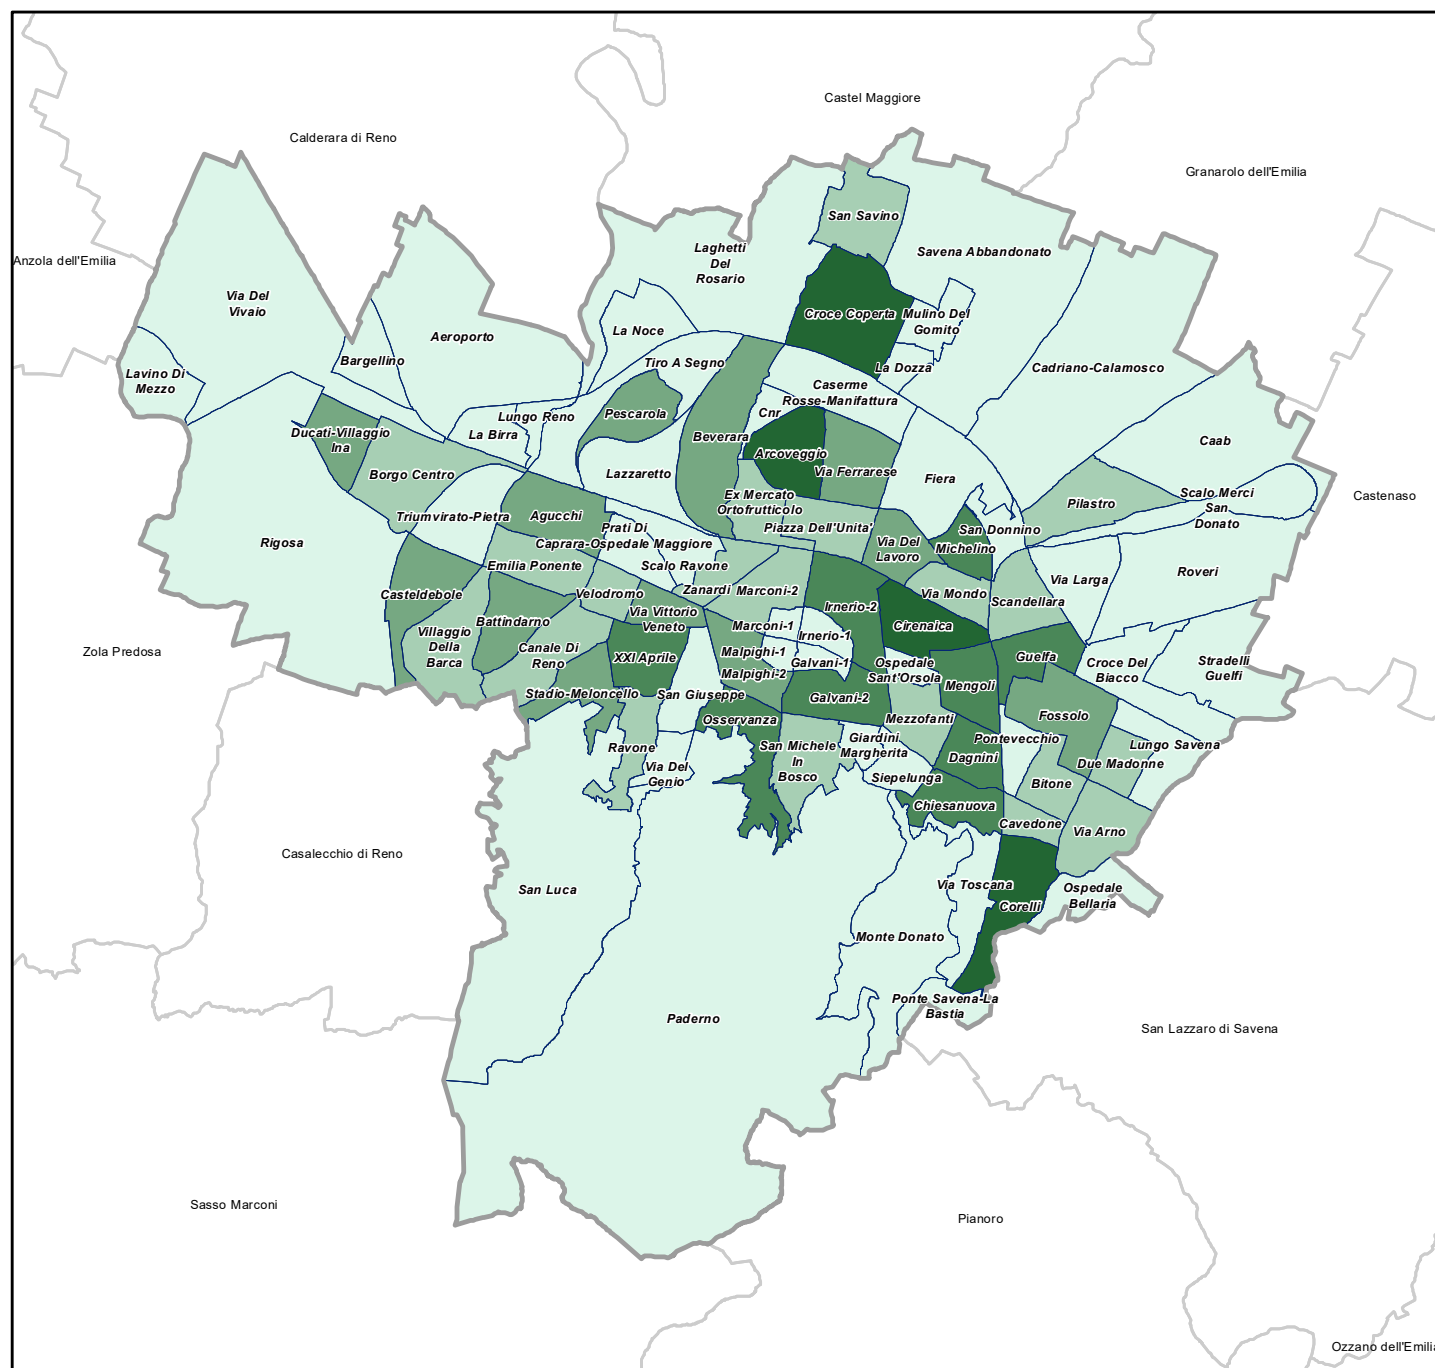 Castel Maggiore
Calderara di Reno
Granarolo dell'Emilia
San Savino
Laghetti
Del
Rosario
Savena Abbandonato
Anzola dell'Emilia
Via Del
Vivaio
Croce Coperta
Mulino Del
Gomito
La Noce
Aeroporto
Bargellino
Tiro A Segno
La Dozza
Cadriano-Calamosco
Lavino Di
Mezzo
Caserme
Rosse-Manifattura
Lungo Reno
Pescarola
Cnr
La Birra
Ducati-Villaggio
Ina
Beverara
Caab
Arcoveggio
Borgo Centro
Lazzaretto
Via Ferrarese
Fiera
Ex Mercato
Ortofrutticolo
Scalo Merci
San
Donato
Castenaso
Pilastro
Triumvirato-Pietra
Agucchi
Prati Di
Caprara-Ospedale Maggiore
Piazza Dell'Unita'
San Donnino
Rigosa
Via Del
Lavoro
Michelino
Emilia Ponente
Scalo Ravone
Roveri
Via Larga
Casteldebole
Velodromo
Zanardi
Marconi-2
Via Mondo
Scandellara
Irnerio-2
Via Vittorio
Veneto
Battindarno
Marconi-1
Cirenaica
Villaggio
Della
Barca
Irnerio-1
Canale Di
Reno
Zola Predosa
XXI Aprile
Malpighi-1
Galvani-1
Ospedale
Sant'Orsola
Guelfa
Croce Del
Biacco
Stradelli
Guelfi
Malpighi-2
Mengoli
Stadio-Meloncello
San Giuseppe
Galvani-2
Osservanza
Mezzofanti
Fossolo
Pontevecchio
Giardini
Margherita
Ravone
San Michele
In
Bosco
Lungo Savena
Dagnini
Due Madonne
Via Del
Genio
Siepelunga
Bitone
Chiesanuova
Cavedone
Via Arno
Casalecchio di Reno
San Luca
Via Toscana
Ospedale
Bellaria
Corelli
Monte Donato
Ponte Savena-La
Bastia
Paderno
San Lazzaro di Savena
Sasso Marconi
Pianoro
Ozzano dell'Emilia